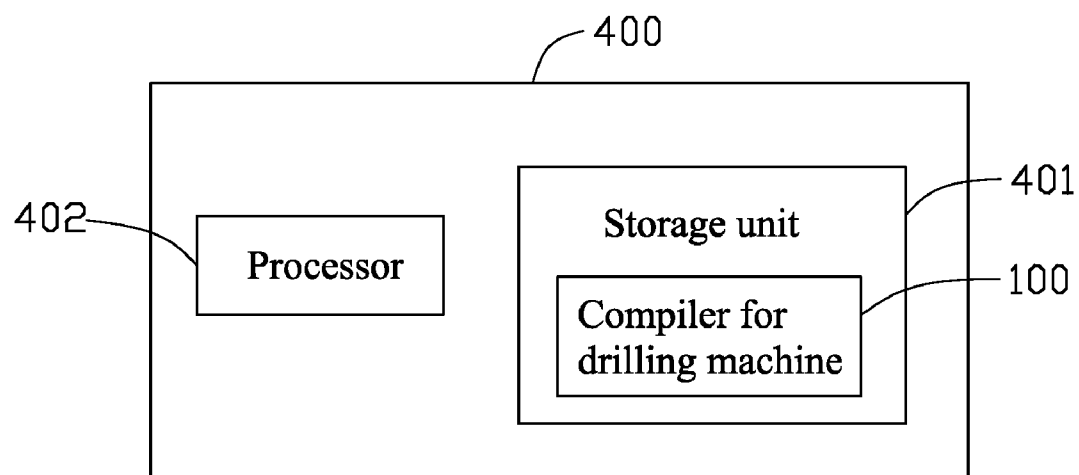 400
401
402
Storage unit
Processor
100
Compiler for
drilling machine